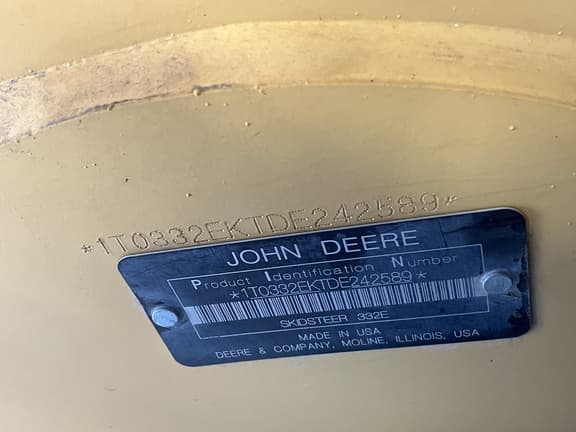 *1T0332EKTDE242589*
JOHN DEERE
Product Identification Number
*1T0332EKTDE242589*
SKIDSTEER 332E
MADE IN USA
DEERE & COMPANY, MOLINE, ILLINOIS, USA